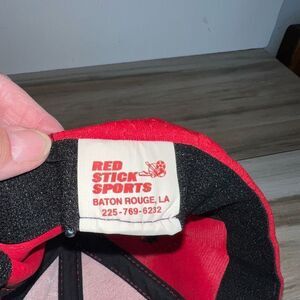 RED
STICK
SPORTS
BATON ROUGE, LA
225-769-6232